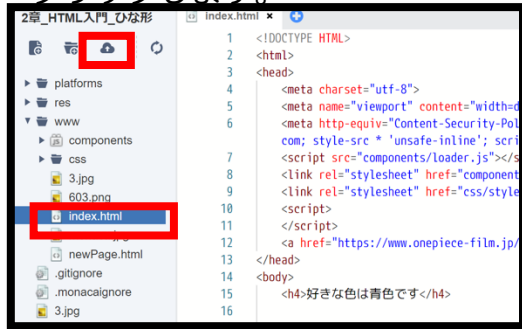 2章_HTML入門_ひな形
index.html ×
platforms
res
www
components
css
3.jpg
603.png
index.html
newPage.html
.gitignore
.monacaignore
3.jpg
1 <!DOCTYPE HTML>
2 <html>
3 <head>
4 <meta charset="utf-8">
5 <meta name="viewport" content="width=d
6 <meta http-equiv="Content-Security-Pol
com; style-src * 'unsafe-inline'; scri
7 <script src="components/loader.js"></s
8 <link rel="stylesheet" href="component
9 <link rel="stylesheet" href="css/style
10 <script>
11 </script>
12 <a href="https://www.onepiece-film.jp/
13 </head>
14 <body>
15 <h4>好きな色は青色です</h4>
16